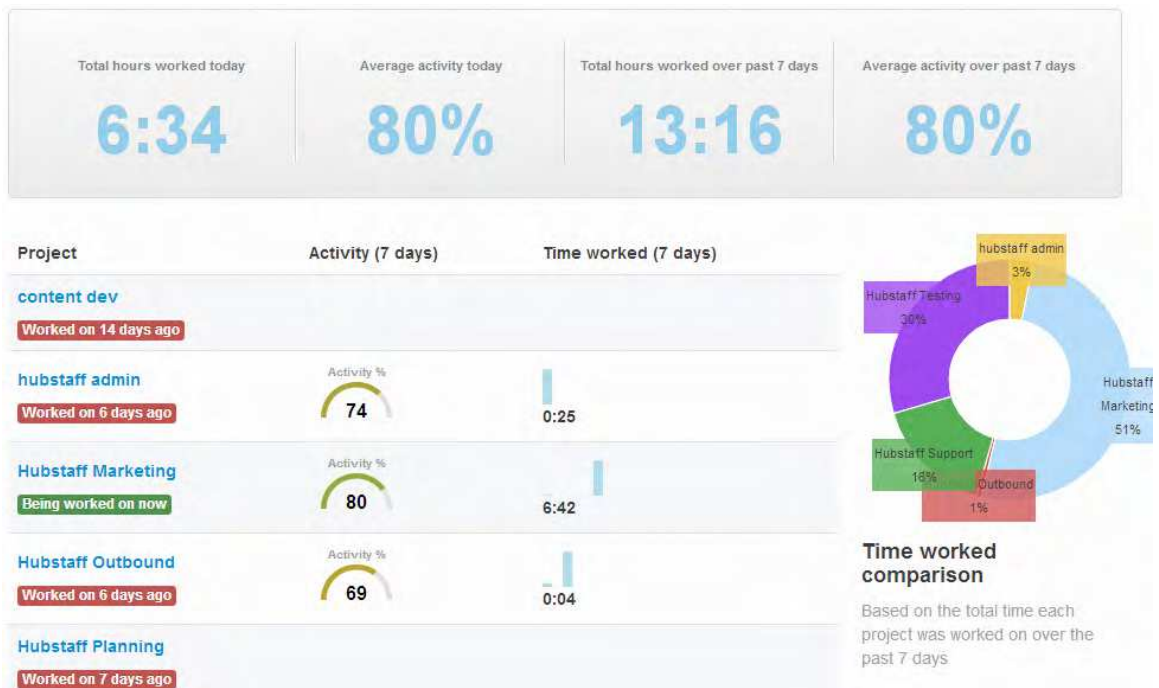 Total hours worked today
6:34
Average activity today
80%
Total hours worked over past 7 days
13:16
Average activity over past 7 days
80%
Project
Activity (7 days)
Time worked (7 days)
content dev
Worked on 14 days ago
hubstaff admin
Worked on 6 days ago
Activity %
74
0:25
Hubstaff Marketing
Being worked on now
Activity %
80
6:42
Hubstaff Outbound
Worked on 6 days ago
Activity %
69
0:04
Hubstaff Planning
Worked on 7 days ago
hubstaff admin
3%
Hubstaff Testing
30%
Hubstaff
Marketing
51%
Hubstaff Support
16%
Outbound
1%
Time worked
comparison
Based on the total time each
project was worked on over the
past 7 days